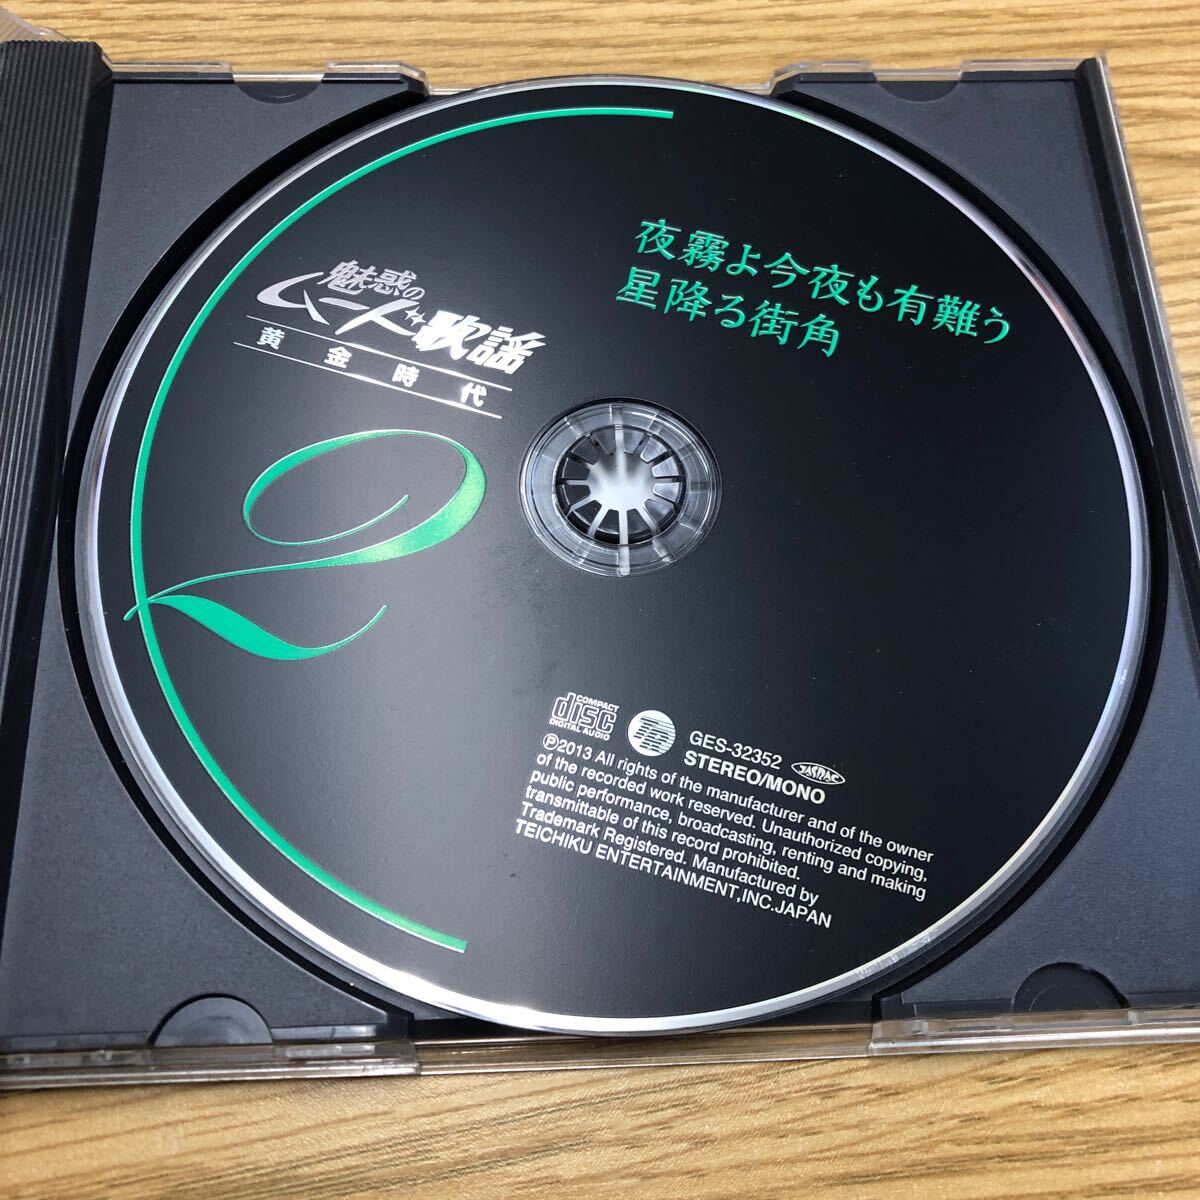 夜霧よ今夜も有難う
星降る街角
魅惑の
ムード歌謡
黄金時代
2
COMPACT
disc
DIGITAL AUDIO
GES-32352
STEREO/MONO
JASRAC
Ⓟ2013 All rights of the manufacturer and of the owner
of the recorded work reserved. Unauthorized copying,
public performance, broadcasting, renting and making
transmittable of this record prohibited.
Trademark Registered. Manufactured by
TEICHIKU ENTERTAINMENT,INC.JAPAN